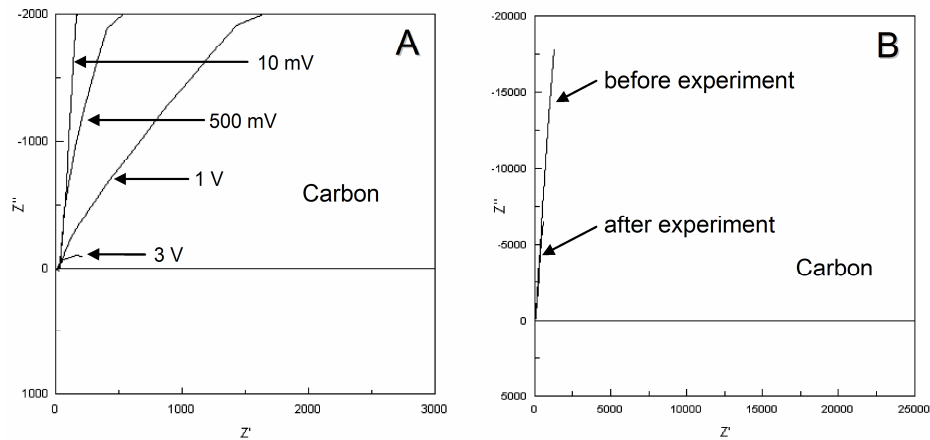 A
-2000
-1000
0
1000
Z''
0
1000
2000
3000
Z'
10 mV
500 mV
1 V
3 V
Carbon
B
-20000
-15000
-10000
-5000
0
5000
Z''
0
5000
10000
15000
20000
25000
Z'
before experiment
after experiment
Carbon